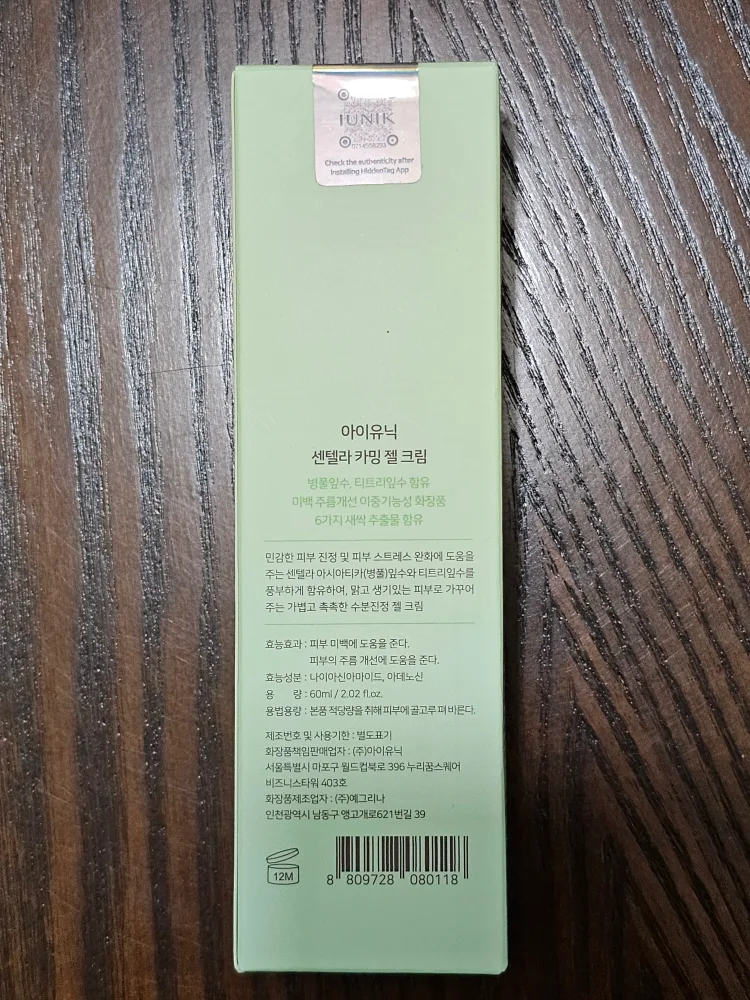 IUNIK
0714558293
Check the authenticity after
Installing HiddenTag App
아이유닉
센텔라 카밍 젤 크림
병풀잎수, 티트리잎수 함유
미백 주름개선 이중기능성 화장품
6가지 새싹 추출물 함유
민감한 피부 진정 및 피부 스트레스 완화에 도움을
주는 센텔라 아시아티카(병풀)잎수와 티트리잎수를
풍부하게 함유하여, 맑고 생기있는 피부로 가꾸어
주는 가볍고 촉촉한 수분진정 젤 크림
효능효과 : 피부 미백에 도움을 준다.
피부의 주름 개선에 도움을 준다.
효능성분 : 나이아신아마이드, 아데노신
용 량 : 60ml / 2.02 fl.oz.
용법용량 : 본품 적당량을 취해 피부에 골고루 펴 바른다.
제조번호 및 사용기한 : 별도표기
화장품책임판매업자 : (주)아이유닉
서울특별시 마포구 월드컵북로 396 누리꿈스퀘어
비즈니스타워 403호
화장품제조업자 : (주)예그리나
인천광역시 남동구 앵고개로621번길 39
12M
8 809728 080118